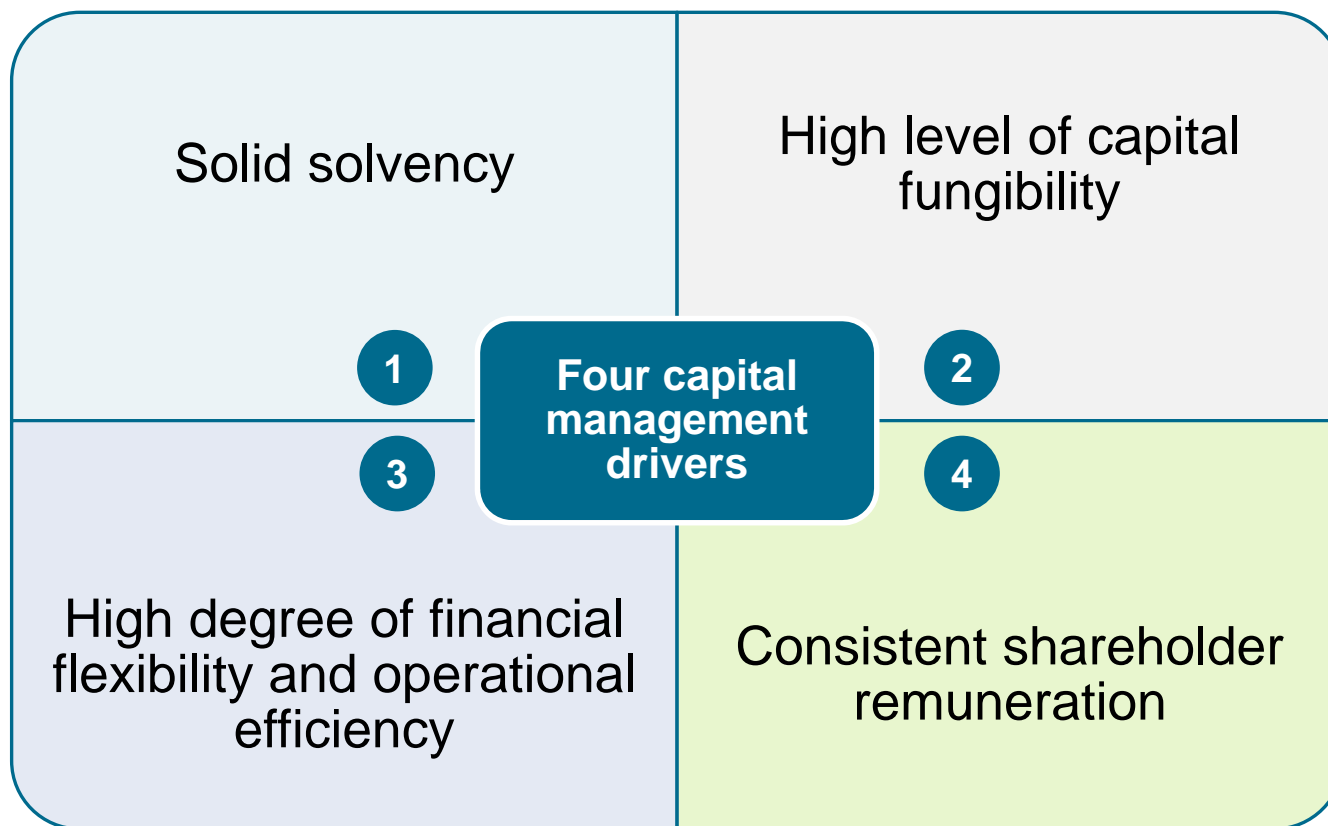 Solid solvency
High level of capital
fungibility
1
2
Four capital
management
drivers
3
4
High degree of financial
flexibility and operational
efficiency
Consistent shareholder
remuneration